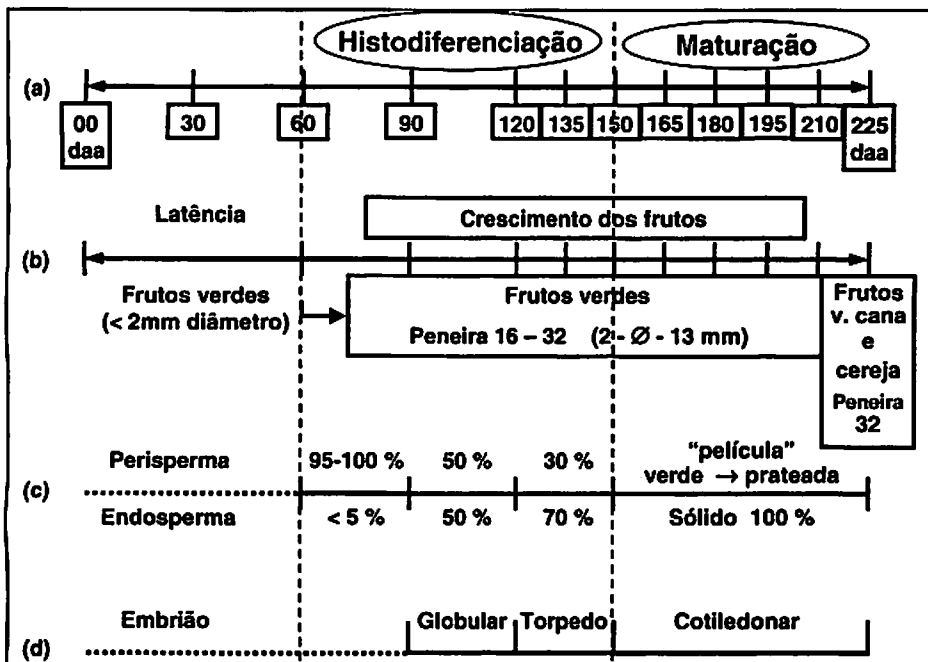 Histodiferenciação Maturação
(a)
00 daa 30 60 90 120 135 150 165 180 195 210 225 daa
Latência Crescimento dos frutos
(b)
Frutos verdes
(< 2mm diâmetro)
Frutos verdes
Peneira 16 – 32 (2 - Ø - 13 mm)
Frutos
v. cana
e
cereja
Peneira
32
Perisperma 95-100 % 50 % 30 % “película”
verde → prateada
(c)
Endosperma < 5 % 50 % 70 % Sólido 100 %
Embrião Globular Torpedo Cotiledonar
(d)